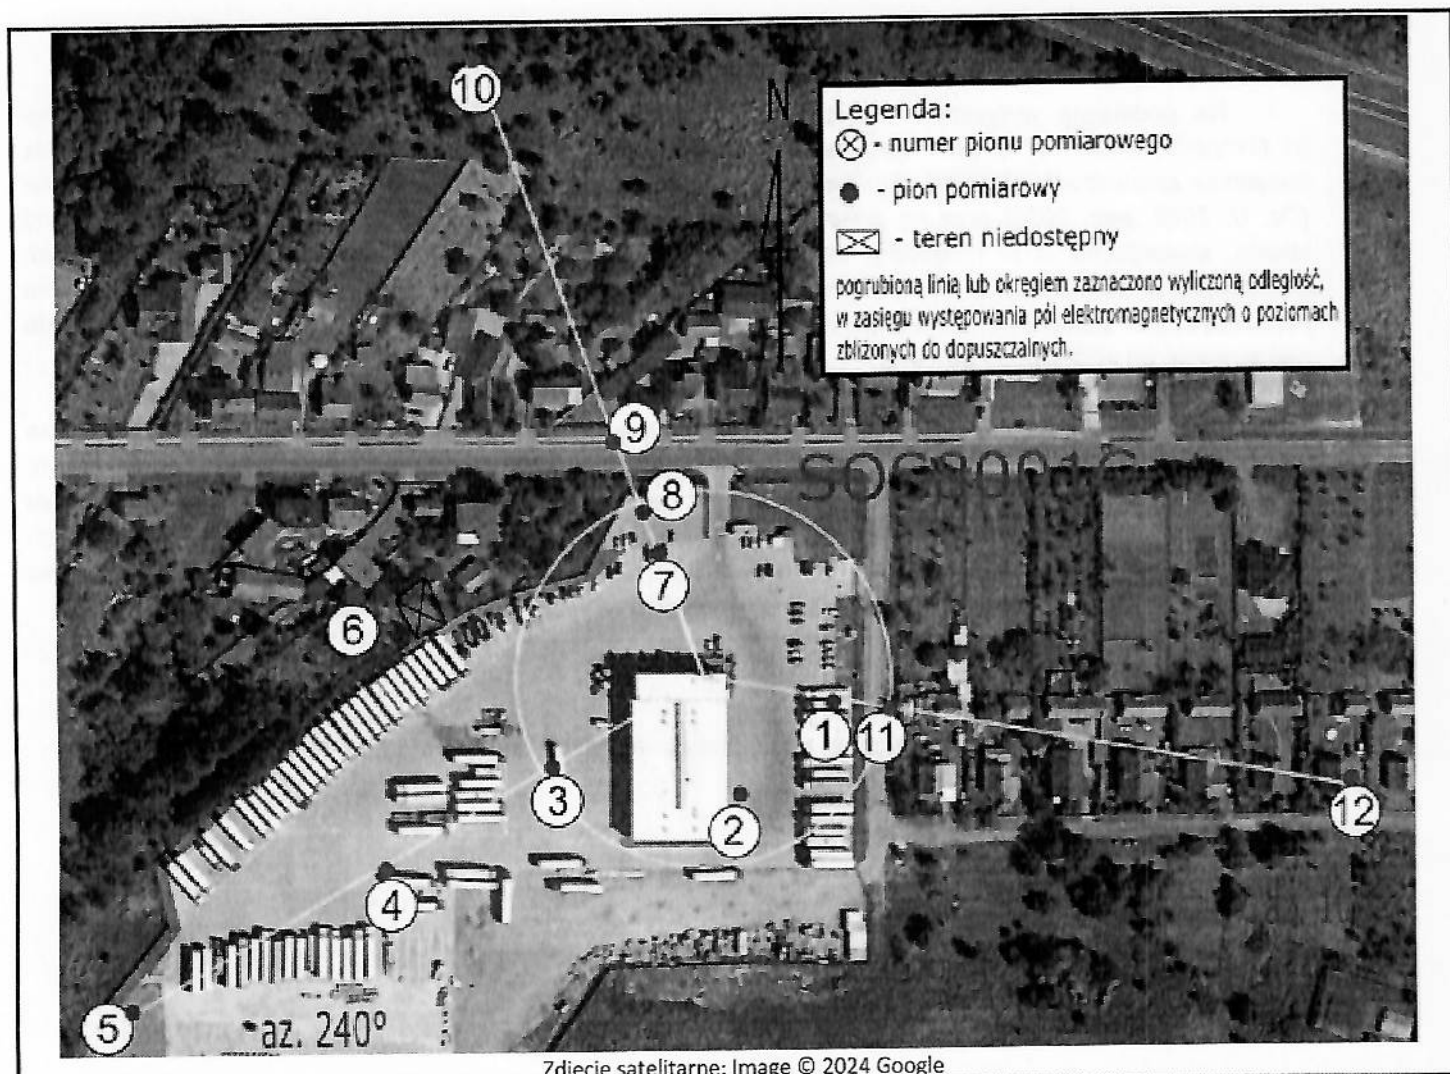 10
N
Legenda:
- numer pionu pomiarowego
- pion pomiarowy
- teren niedostępny
pogrubioną linią lub okręgiem zaznaczono wyliczoną odległość,
w zasięgu występowania pól elektromagnetycznych o poziomach
zbliżonych do dopuszczalnych.
9
8
7
6
1
11
3
2
12
4
5
az. 240°
Zdjęcie satelitarne: Image © 2024 Google